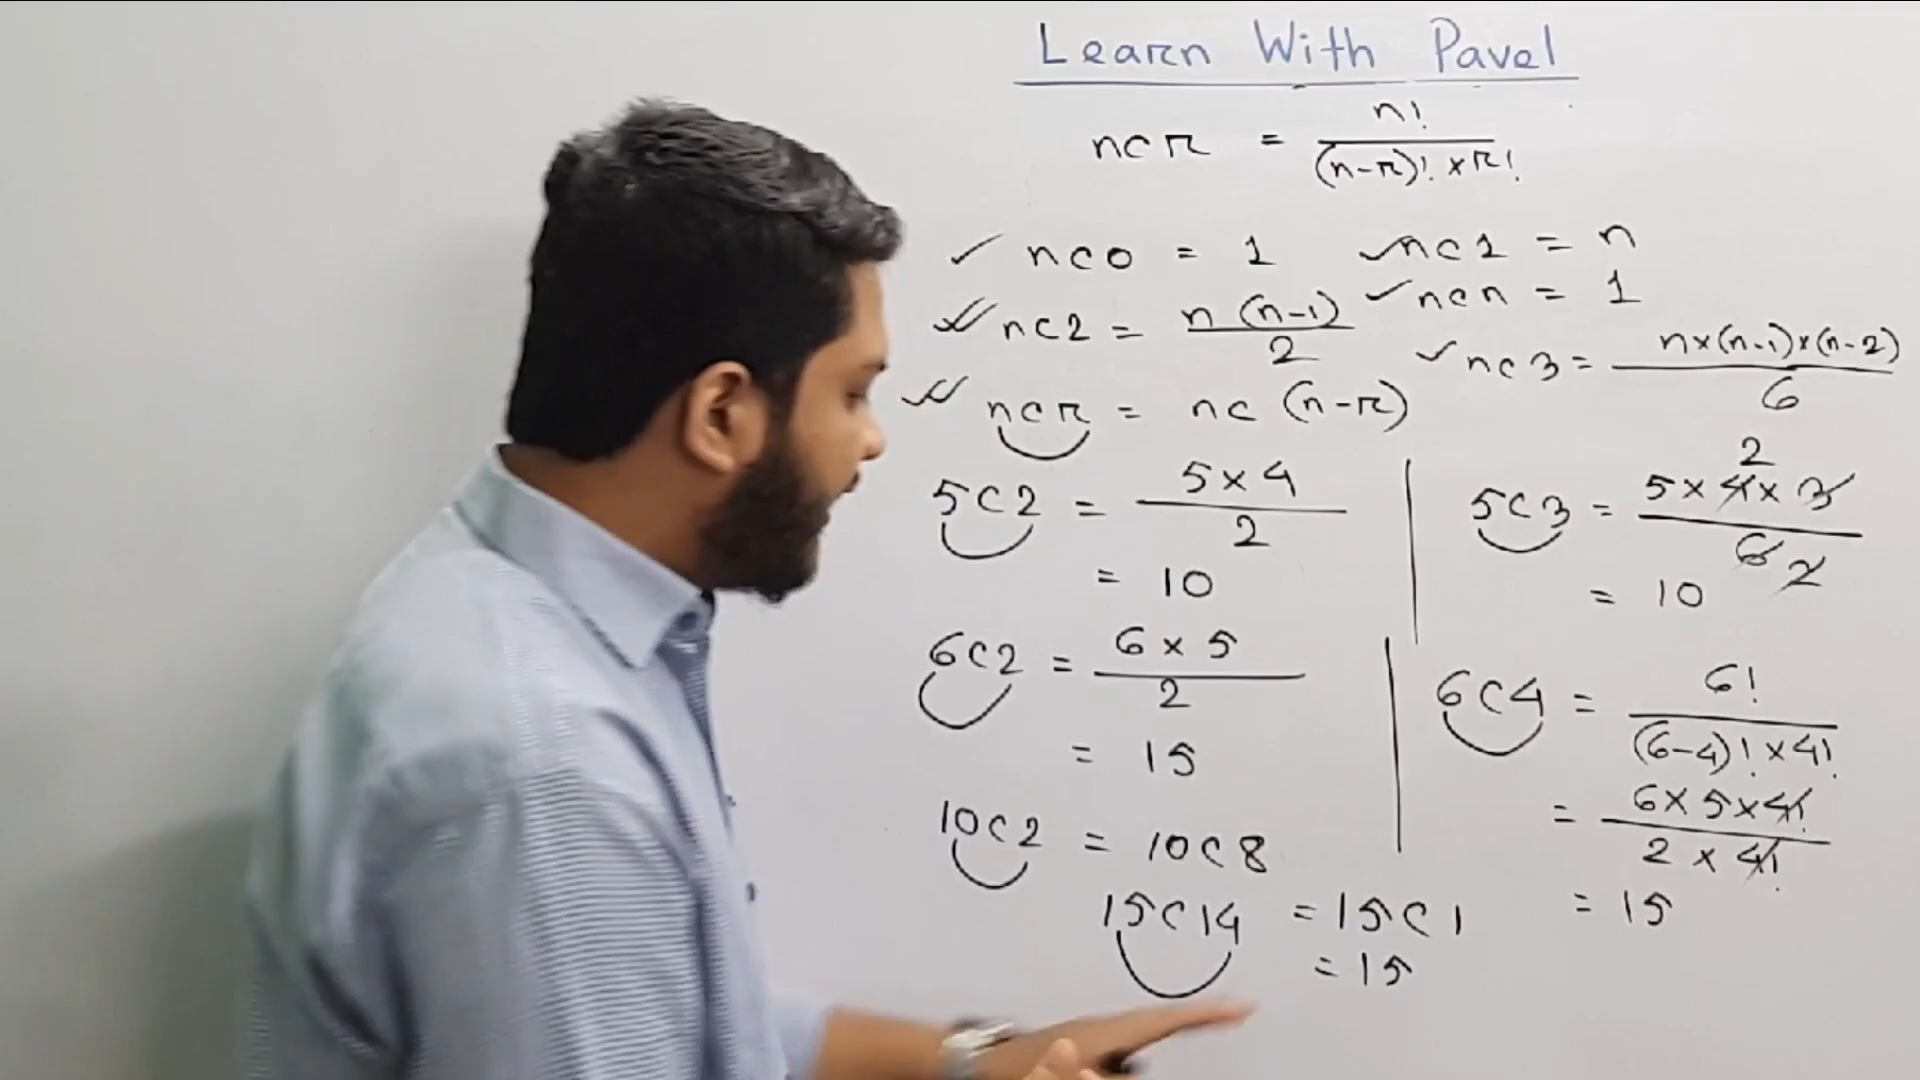 Learn With Pavel
ncr = n! / (n-r)! × r!
✓ nc0 = 1 ✓ nc1 = n
✓ ncn = 1
✓✓ nc2 = n (n-1) / 2
✓ nc3 = n×(n-1)×(n-2) / 6
✓✓ ncr = nc (n-r)
5c2 = 5 × 4 / 2
= 10
5c3 = 5 × 4 × 3 / 6 2
2
= 10
6c2 = 6 × 5 / 2
= 15
6c4 = 6! / (6-4)! × 4!
= 6 × 5 × 4! / 2 × 4!
= 15
10c2 = 10c8
15c14 = 15c1
= 15